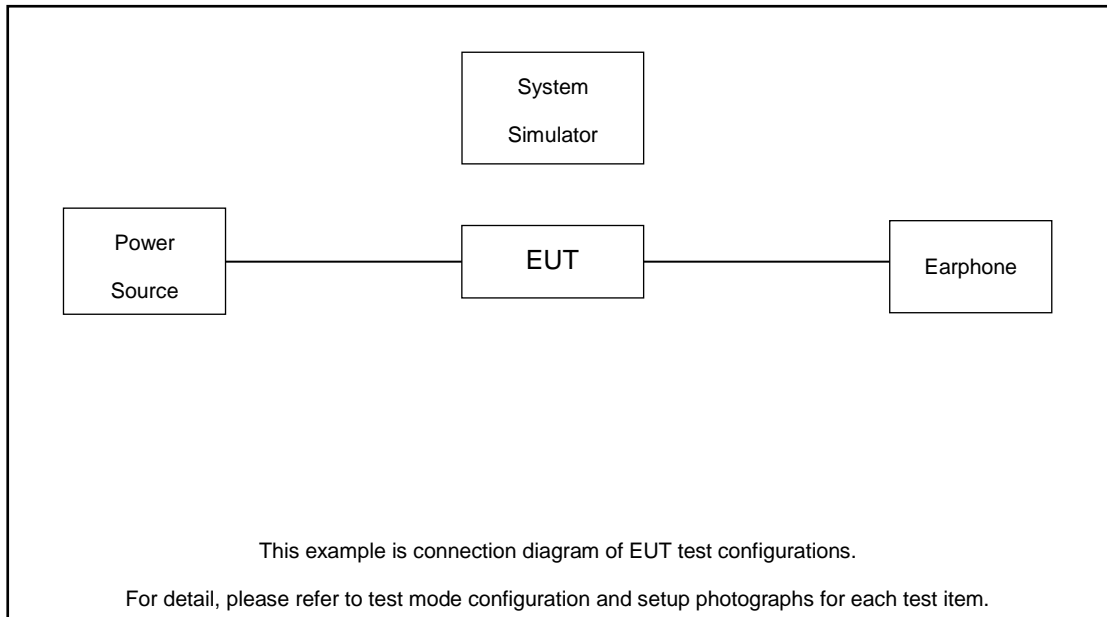 System
Simulator
Power
Source
EUT
Earphone
This example is connection diagram of EUT test configurations.
For detail, please refer to test mode configuration and setup photographs for each test item.